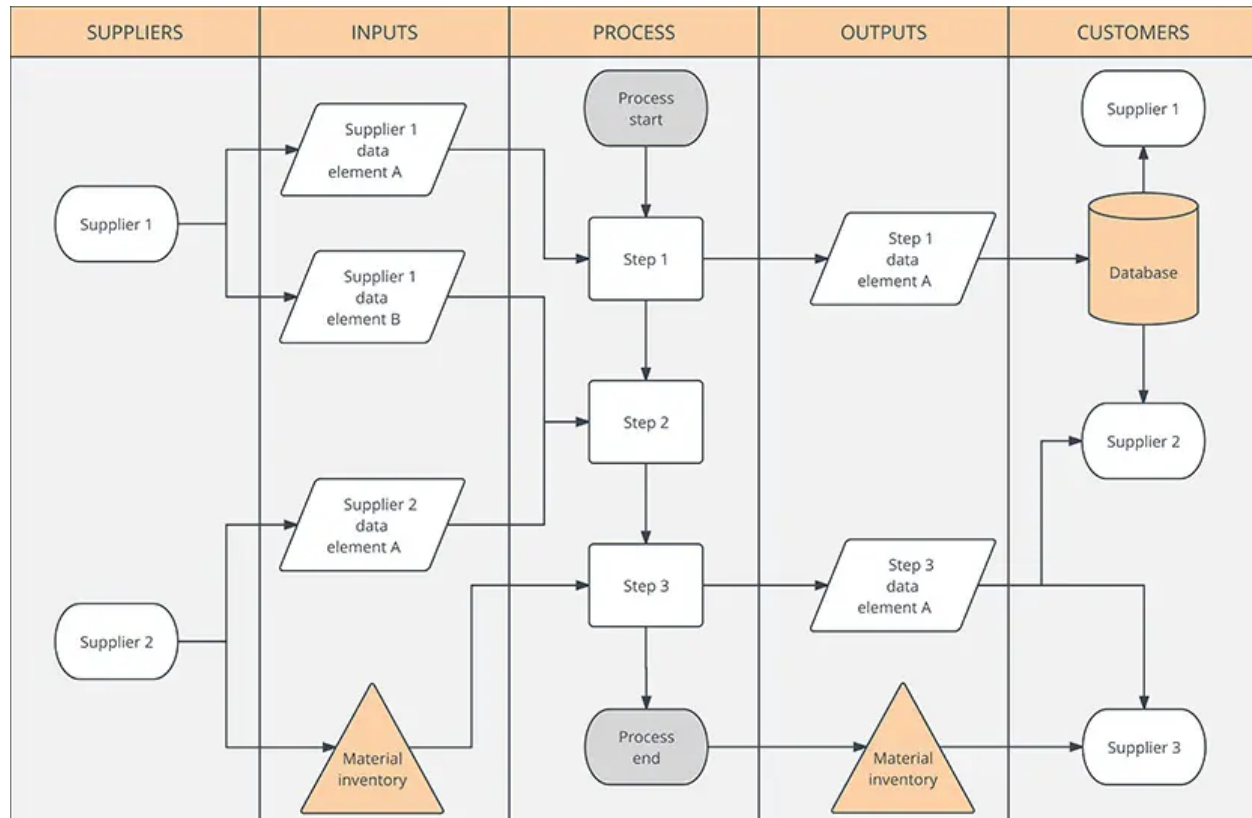 SUPPLIERS
INPUTS
PROCESS
OUTPUTS
CUSTOMERS
Supplier 1
Supplier 2
Supplier 1
data
element A
Supplier 1
data
element B
Supplier 2
data
element A
Material
inventory
Process
start
Step 1
Step 2
Step 3
Process
end
Step 1
data
element A
Step 3
data
element A
Material
inventory
Supplier 1
Database
Supplier 2
Supplier 3